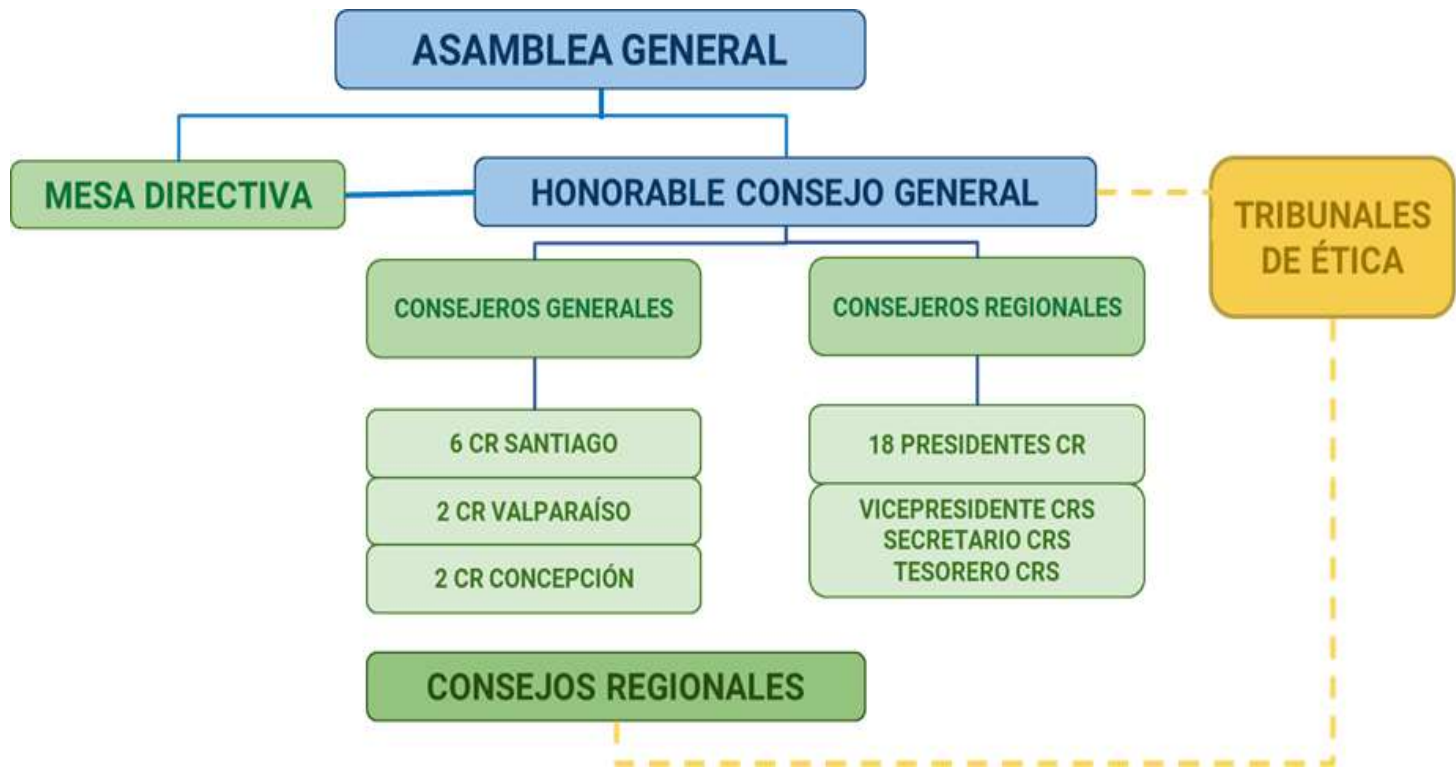 ASAMBLEA GENERAL
MESA DIRECTIVA
HONORABLE CONSEJO GENERAL
TRIBUNALES
DE ÉTICA
CONSEJEROS GENERALES
CONSEJEROS REGIONALES
6 CR SANTIAGO
2 CR VALPARAÍSO
2 CR CONCEPCIÓN
18 PRESIDENTES CR
VICEPRESIDENTE CRS
SECRETARIO CRS
TESORERO CRS
CONSEJOS REGIONALES